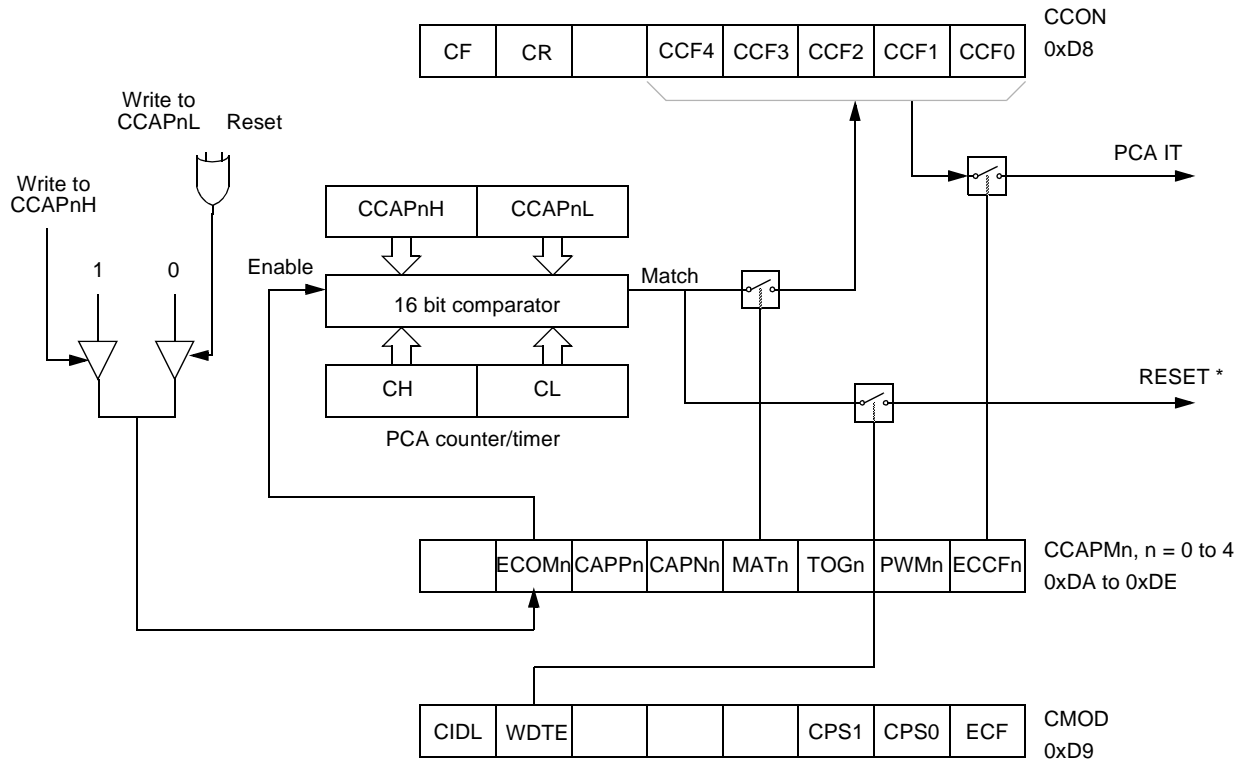 CCON
CF CR CCF4 CCF3 CCF2 CCF1 CCF0
0xD8
Write to
CCAPnL Reset
PCA IT
Write to
CCAPnH
CCAPnH CCAPnL
1 0
Enable
Match
16 bit comparator
CH CL
RESET *
PCA counter/timer
ECOMn CAPPn CAPNn MATn TOGn PWMn ECCFn
CCAPMn, n = 0 to 4
0xDA to 0xDE
CIDL WDTE CPS1 CPS0 ECF
CMOD
0xD9